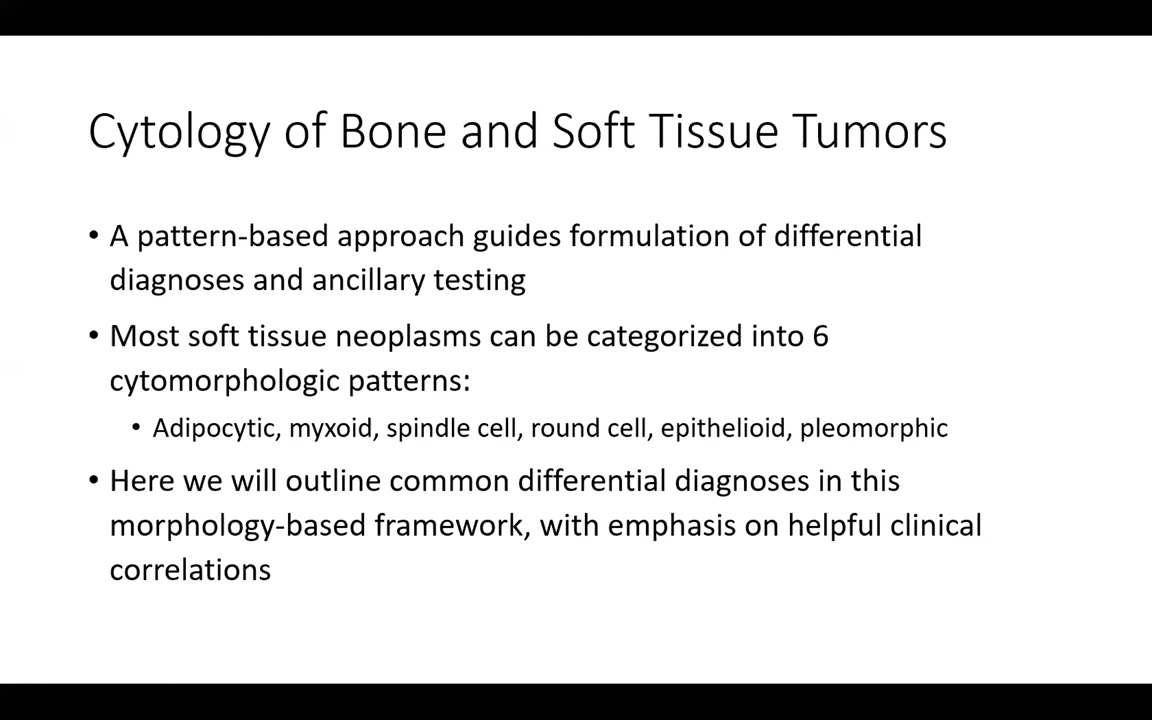 Cytology of Bone and Soft Tissue Tumors
• A pattern-based approach guides formulation of differential
diagnoses and ancillary testing
• Most soft tissue neoplasms can be categorized into 6
cytomorphologic patterns:
• Adipocytic, myxoid, spindle cell, round cell, epithelioid, pleomorphic
• Here we will outline common differential diagnoses in this
morphology-based framework, with emphasis on helpful clinical
correlations